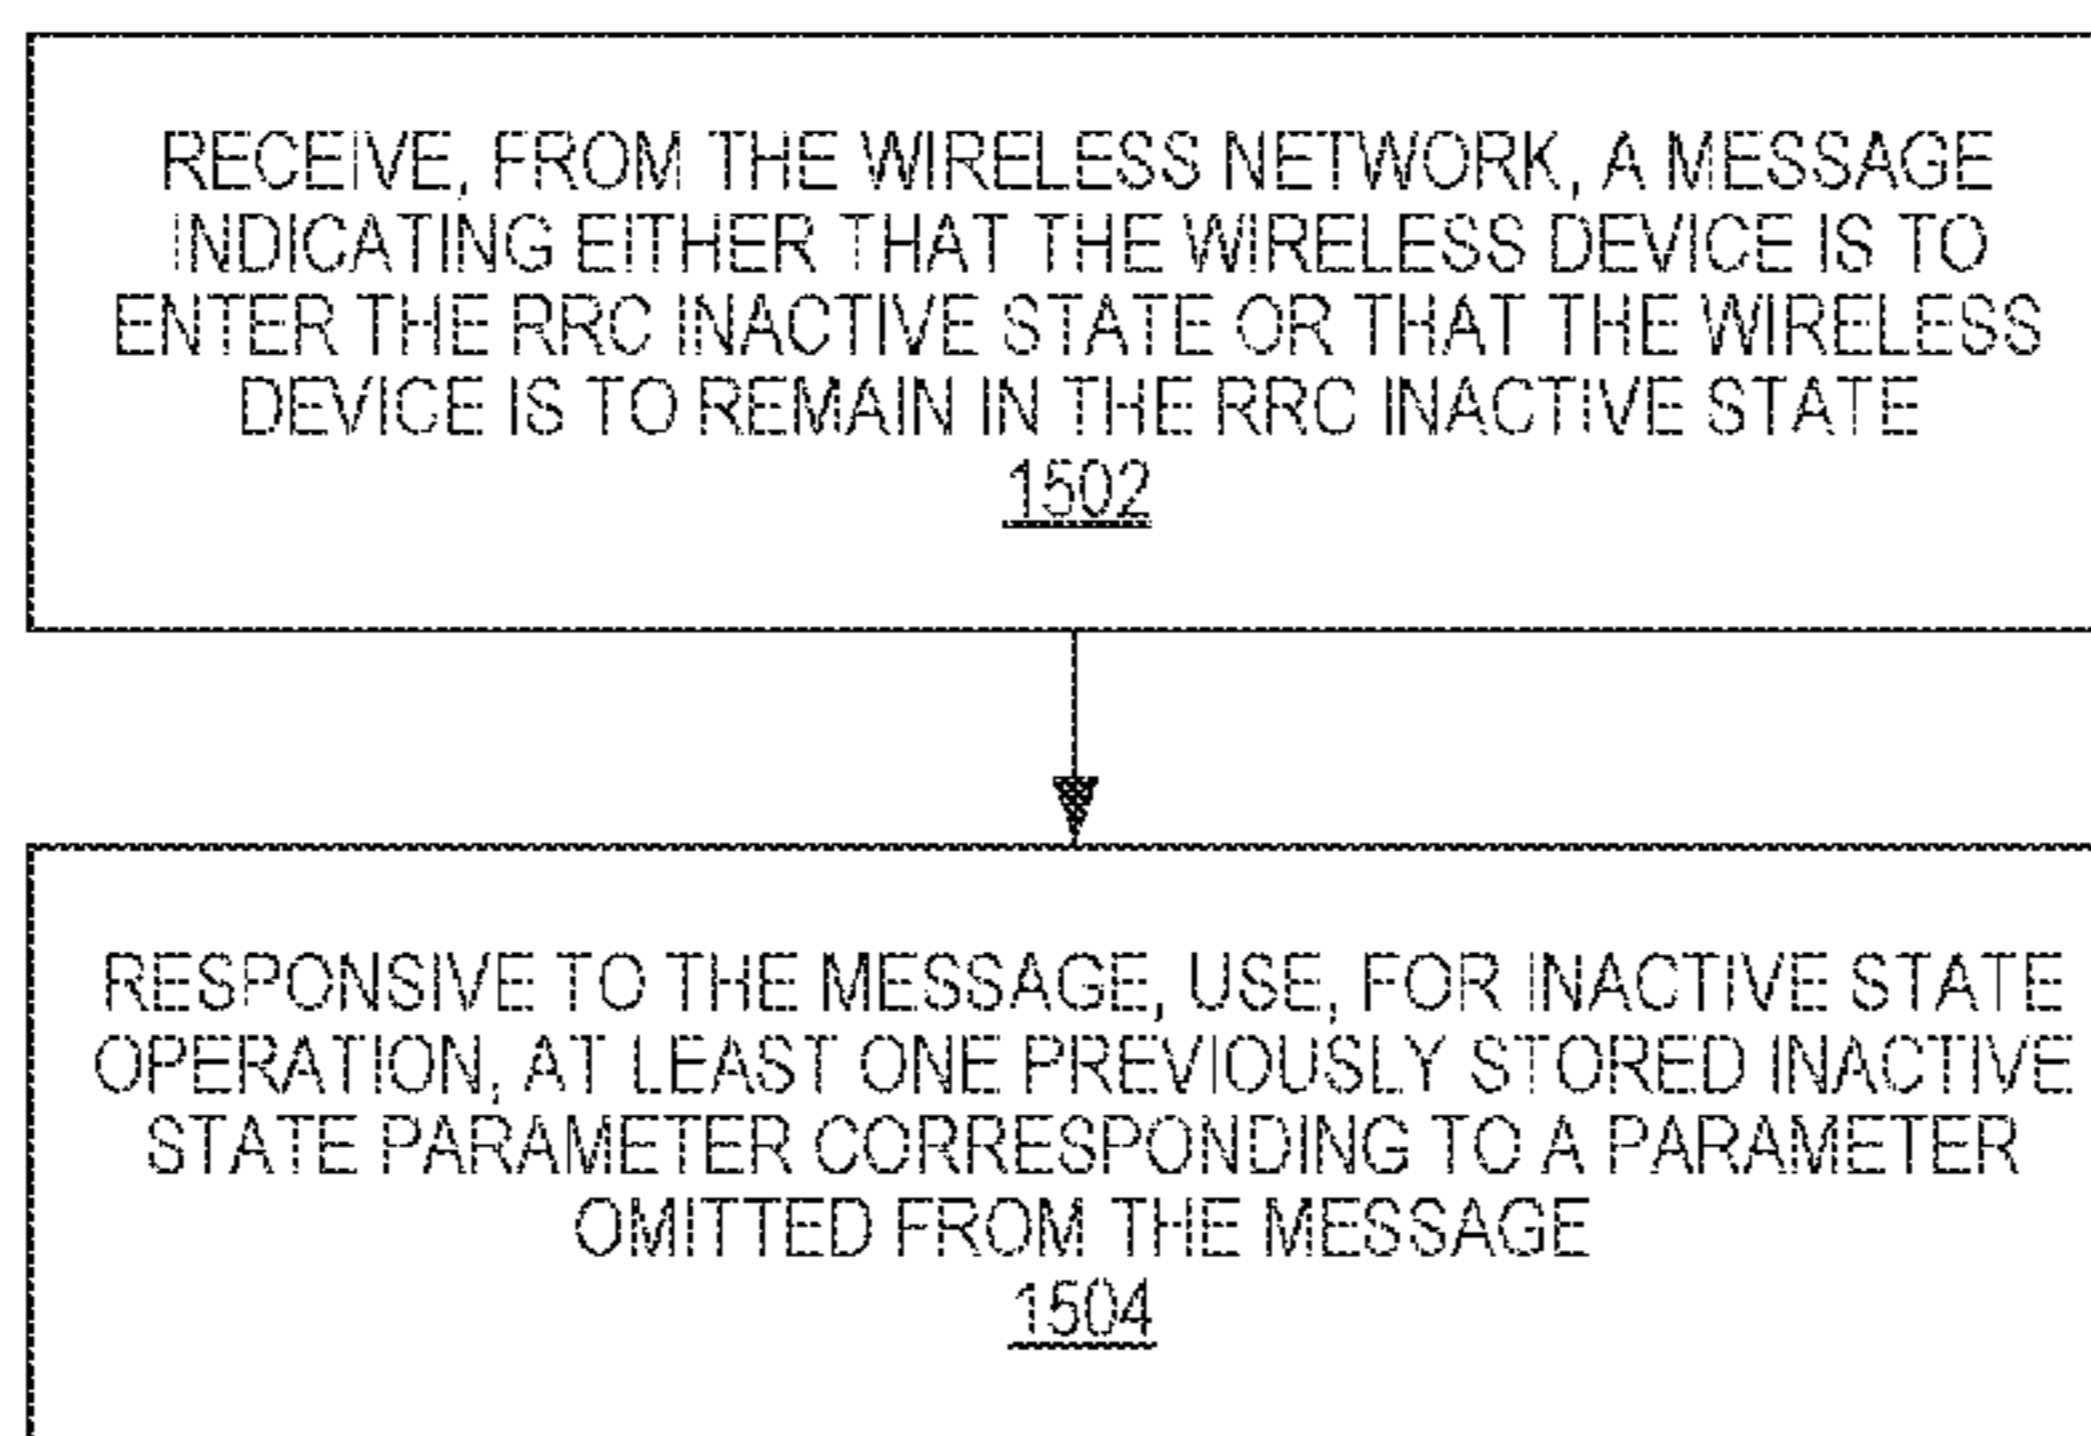 RECEIVE, FROM THE WIRELESS NETWORK, A MESSAGE
INDICATING EITHER THAT THE WIRELESS DEVICE IS TO
ENTER THE RRC INACTIVE STATE OR THAT THE WIRELESS
DEVICE IS TO REMAIN IN THE RRC INACTIVE STATE
1502
RESPONSIVE TO THE MESSAGE, USE, FOR INACTIVE STATE
OPERATION, AT LEAST ONE PREVIOUSLY STORED INACTIVE
STATE PARAMETER CORRESPONDING TO A PARAMETER
OMITTED FROM THE MESSAGE
1504